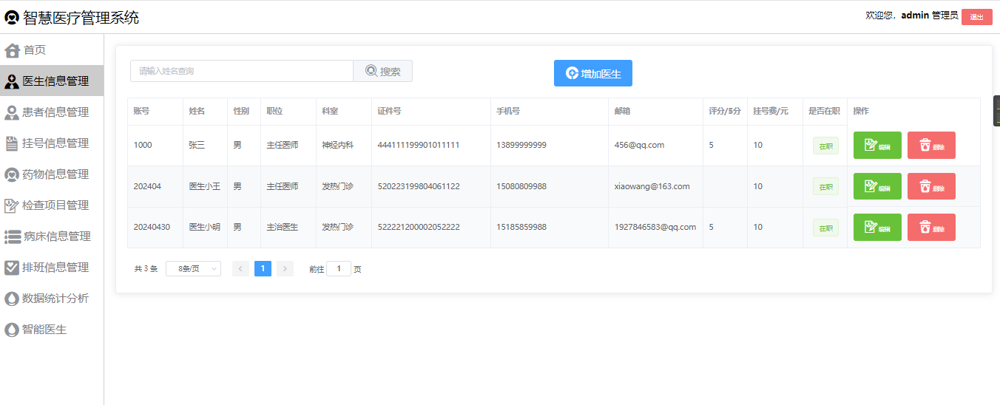 智慧医疗管理系统
欢迎您，admin 管理员 退出
首页
医生信息管理
患者信息管理
挂号信息管理
药物信息管理
检查项目管理
病床信息管理
排班信息管理
数据统计分析
智能医生
请输入姓名查询 搜索 增加医生
账号 姓名 性别 职位 科室 证件号 手机号 邮箱 评分/5分 挂号费/元 是否在职 操作
1000 张三 男 主任医师 神经内科 444111199901011111 13899999999 456@qq.com 5 10 在职 编辑 删除
202404 医生小王 男 主任医师 发热门诊 520223199804061122 15080809988 xiaowang@163.com 10 在职 编辑 删除
20240430 医生小明 男 主治医生 发热门诊 522221200002052222 15185859988 1927846583@qq.com 5 10 在职 编辑 删除
共 3 条 8条/页 1 前往 1 页